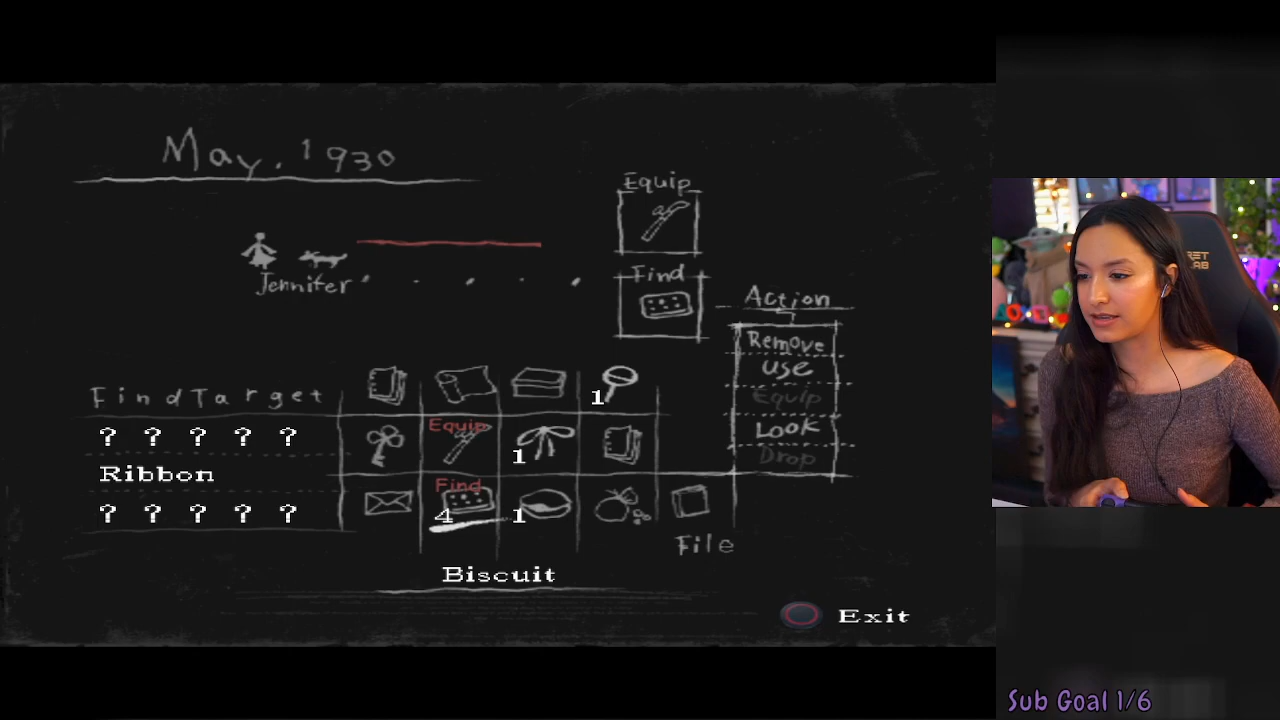 May. 1930
Equip
Jennifer
Find
Action
Remove
Use
Equip
Look
Drop
Find Target
1
? ? ? ? ?
Equip
1
Ribbon
Find
? ? ? ? ?
4
1
File
Biscuit
Exit
Sub Goal 1/6